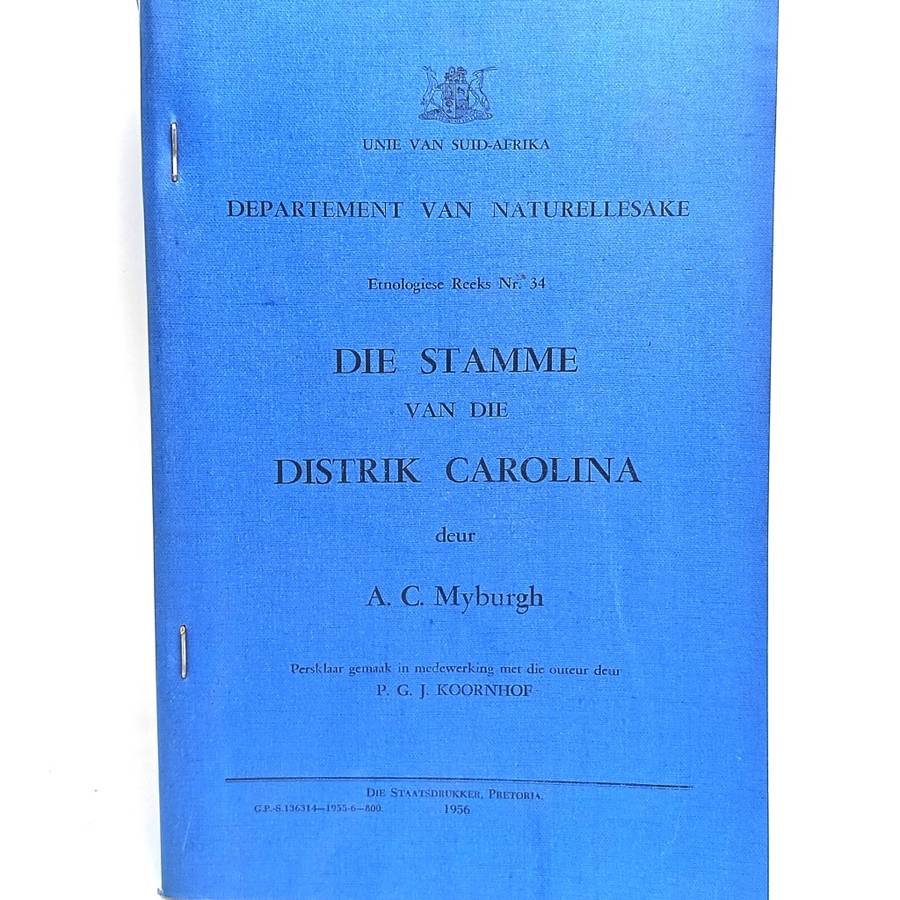 UNIE VAN SUID-AFRIKA
DEPARTEMENT VAN NATURELLESAKE
Etnologiese Reeks Nr. 34
DIE STAMME
VAN DIE
DISTRIK CAROLINA
deur
A. C. Myburgh
Persklaar gemaak in medewerking met die outeur deur
P. G. J. KOORNHOF
DIE STAATSDRUKKER, PRETORIA.
G.P.-S.136314—1955-6—800. 1956